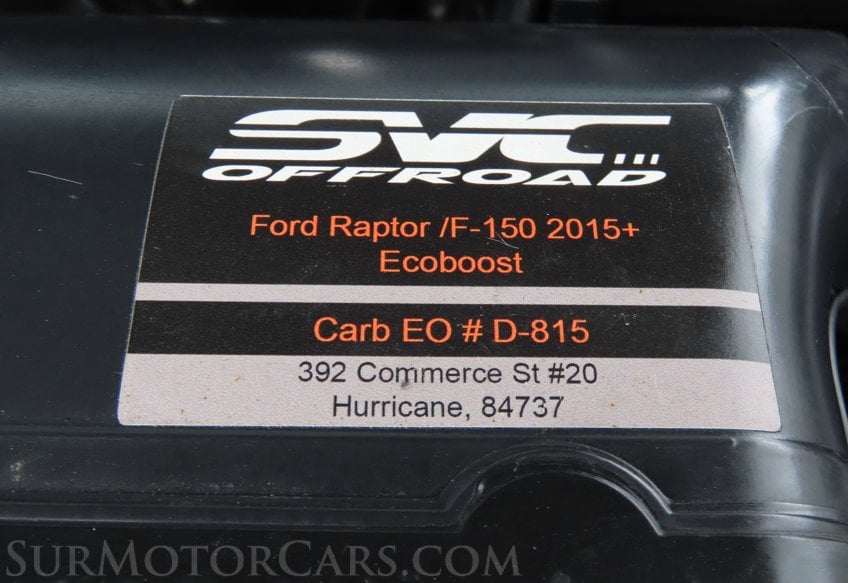 SVC
OFFROAD
Ford Raptor /F-150 2015+
Ecoboost
Carb EO # D-815
392 Commerce St #20
Hurricane, 84737
SurMotorCars.com